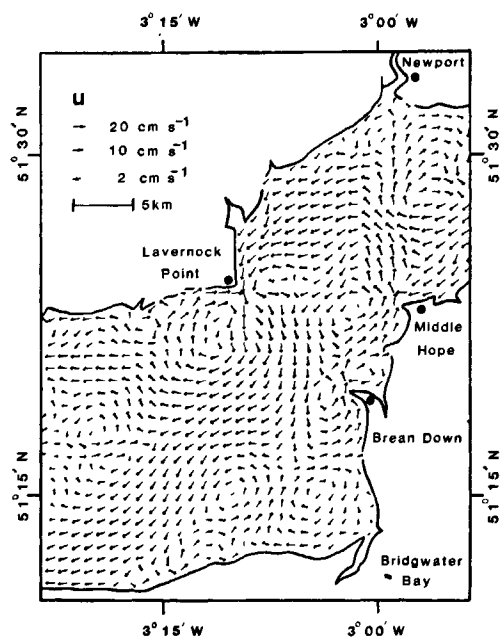 3° 15' W
3° 00' W
Newport
u
20 cm s⁻¹
10 cm s⁻¹
2 cm s⁻¹
5km
51° 30' N
51° 30' N
Lavernock
Point
Middle
Hope
Brean Down
51° 15' N
51° 15' N
Bridgwater
Bay
3° 15' W
3° 00' W